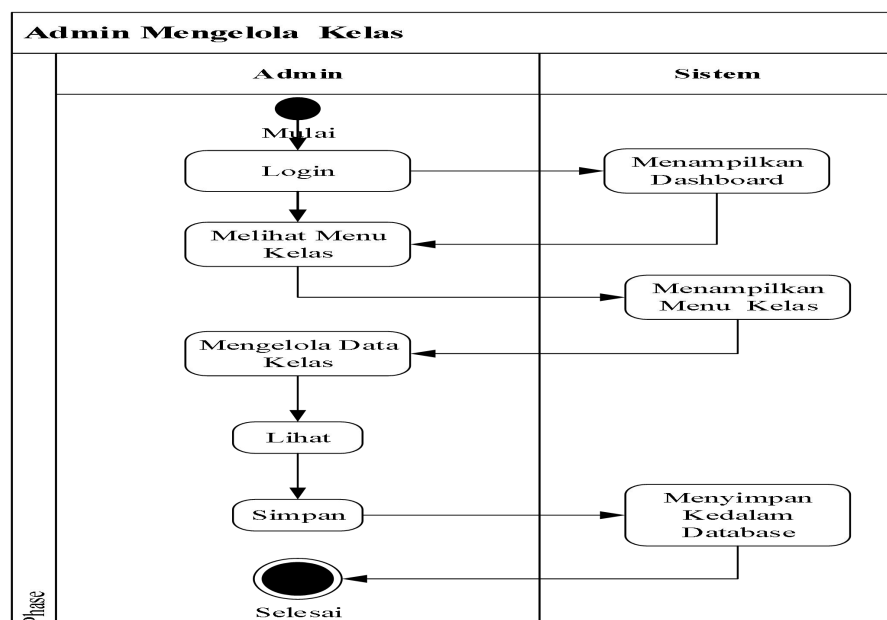 Admin Mengelola Kelas
Admin
Sistem
Mulai
Login
Menampilkan
Dashboard
Melihat Menu
Kelas
Menampilkan
Menu Kelas
Mengelola Data
Kelas
Lihat
Simpan
Menyimpan
Kedalam
Database
Selesai
Phase